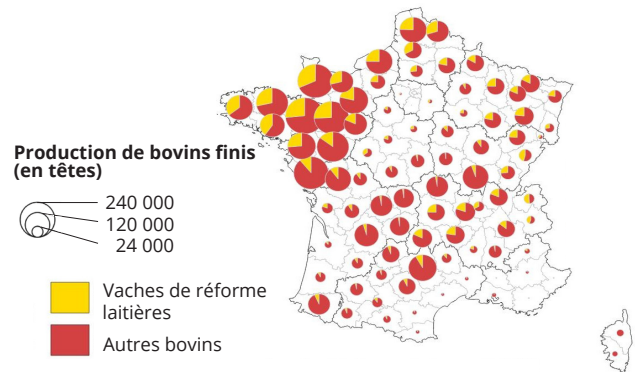 Production de bovins finis
(en têtes)
240 000
120 000
24 000
Vaches de réforme
laitières
Autres bovins